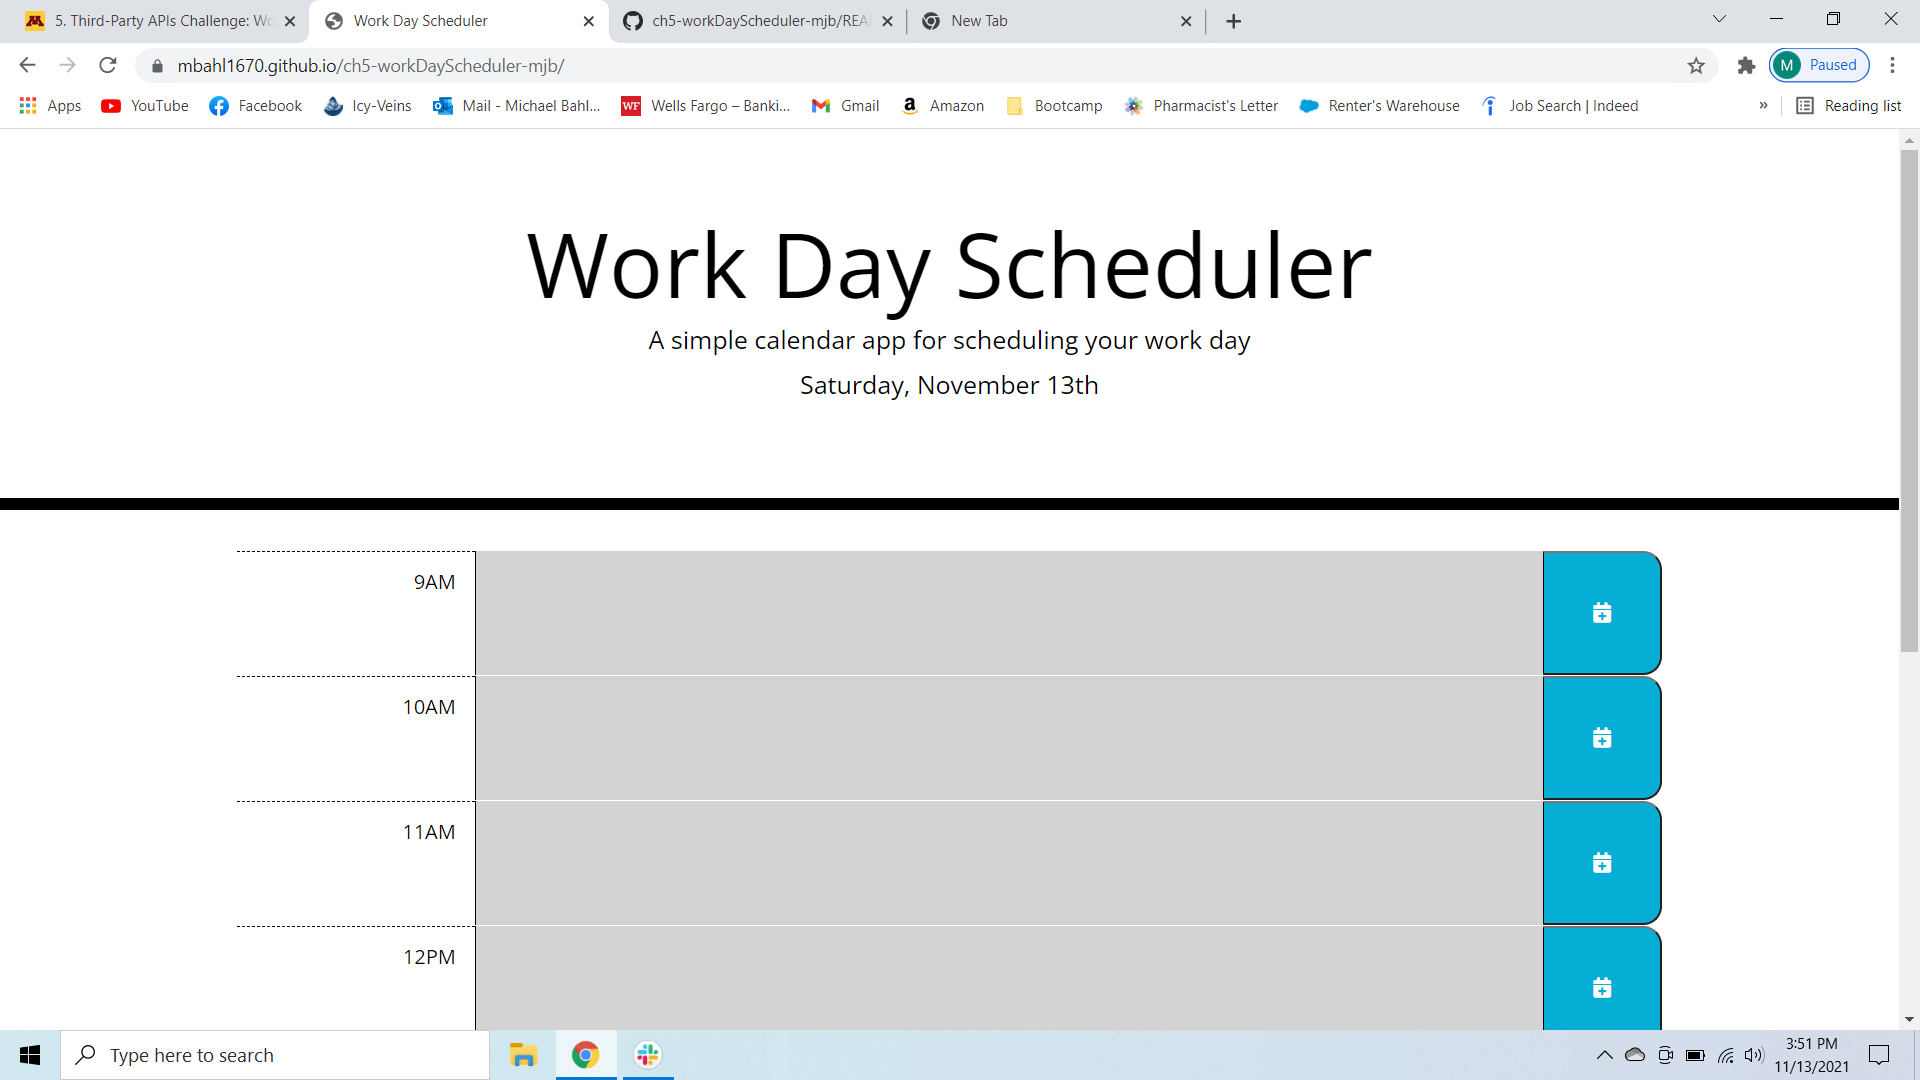 5. Third-Party APIs Challenge: Wo
Work Day Scheduler
ch5-workDayScheduler-mjb/REA
New Tab
mbahl1670.github.io/ch5-workDayScheduler-mjb/
M Paused
Apps
YouTube
Facebook
Icy-Veins
Mail - Michael Bahl...
WF Wells Fargo – Banki...
Gmail
a Amazon
Bootcamp
Pharmacist's Letter
Renter's Warehouse
Job Search | Indeed
»
Reading list
Work Day Scheduler
A simple calendar app for scheduling your work day
Saturday, November 13th
9AM
10AM
11AM
12PM
Type here to search
3:51 PM
11/13/2021